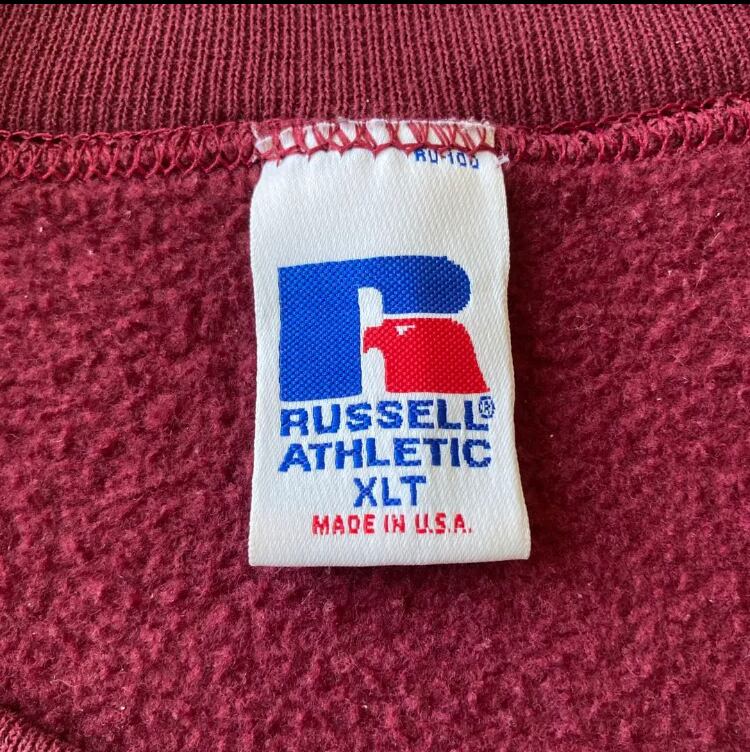 RU-100
RUSSELL®
ATHLETIC
XLT
MADE IN U.S.A.